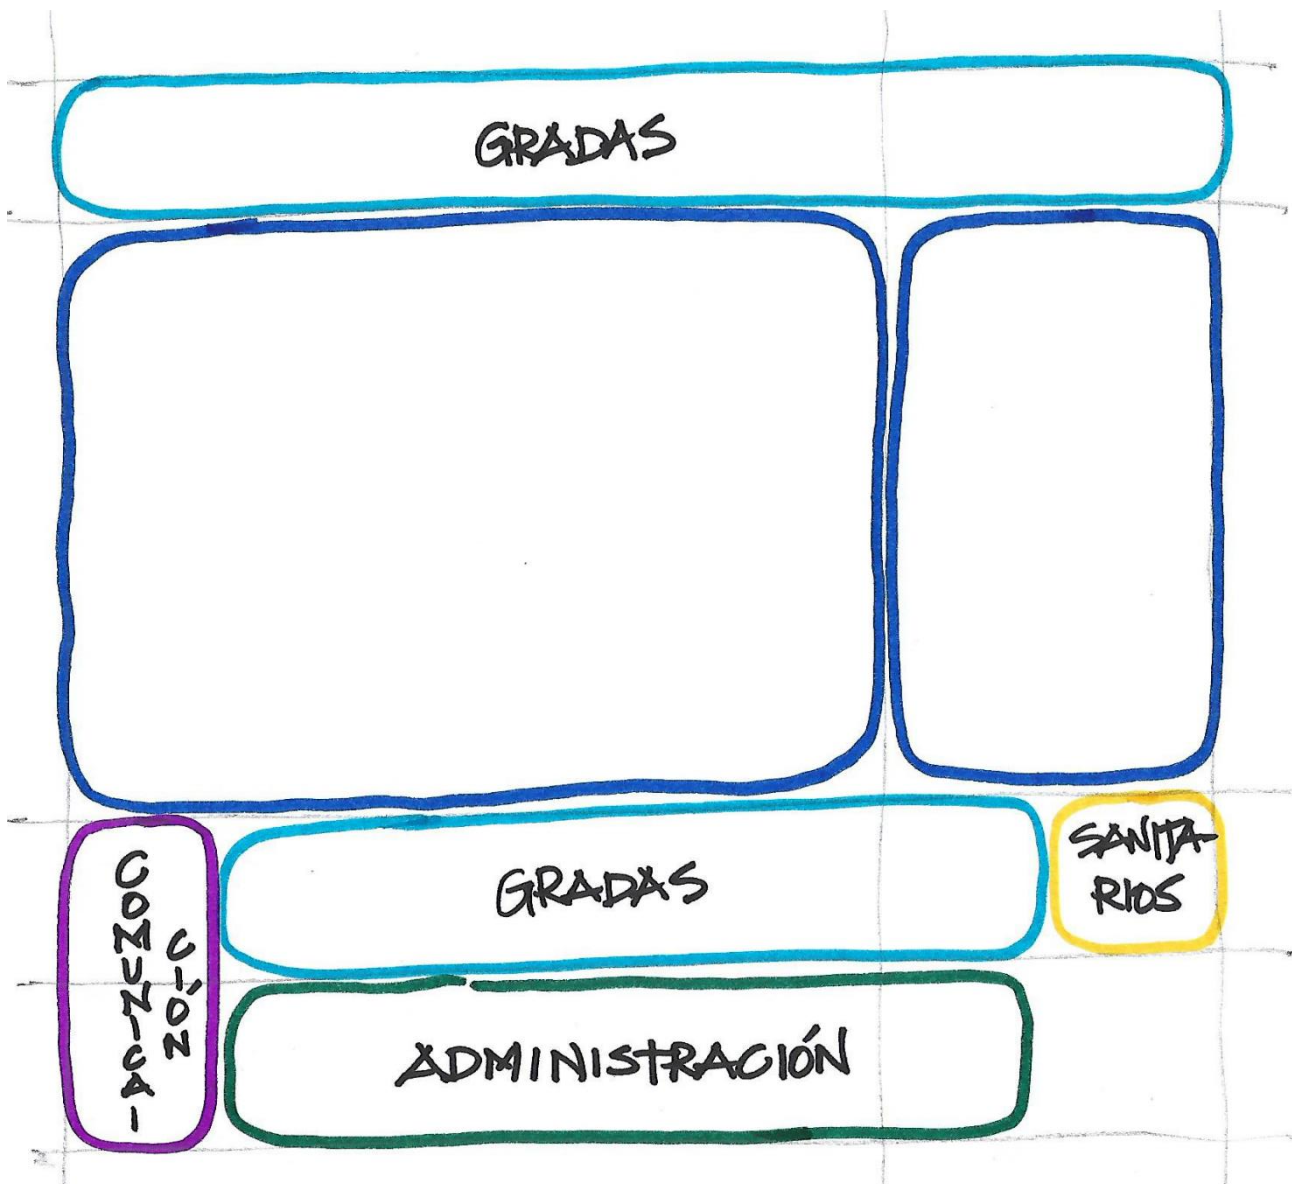 GRADAS
GRADAS
SANITA-
RIOS
COMUNICA-
CIÓN
ADMINISTRACIÓN